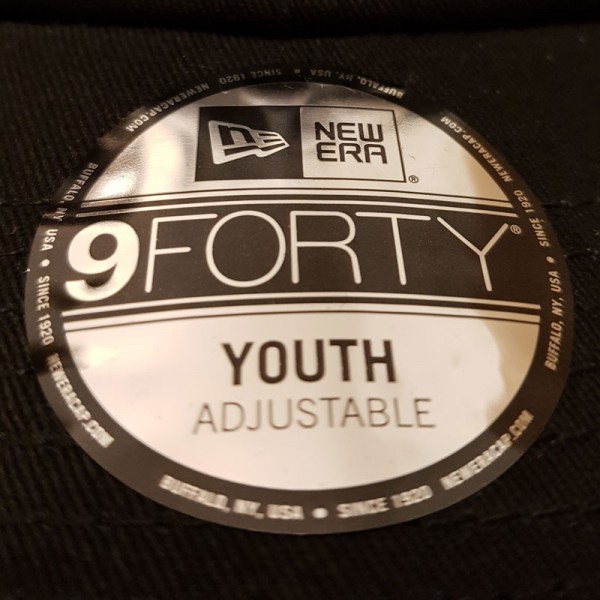 NE
NEW
ERA®
9FORTY®
YOUTH
ADJUSTABLE
BUFFALO, NY, USA • SINCE 1920 NEWERACAP.COM
BUFFALO, NY, USA • SINCE 1920 NEWERACAP.COM
BUFFALO, NY, USA • SINCE 1920 NEWERACAP.COM
BUFFALO, NY, USA • SINCE 1920 NEWERACAP.COM